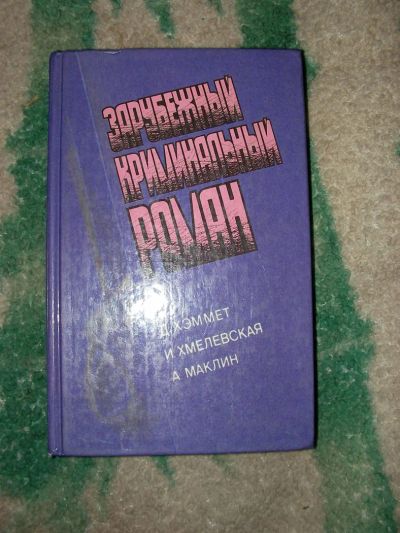 ЗАРУБЕЖНЫЙ
КРИМИНАЛЬНЫЙ
РОМАН
Д ХЭММЕТ
И ХМЕЛЕВСКАЯ
А МАКЛИН